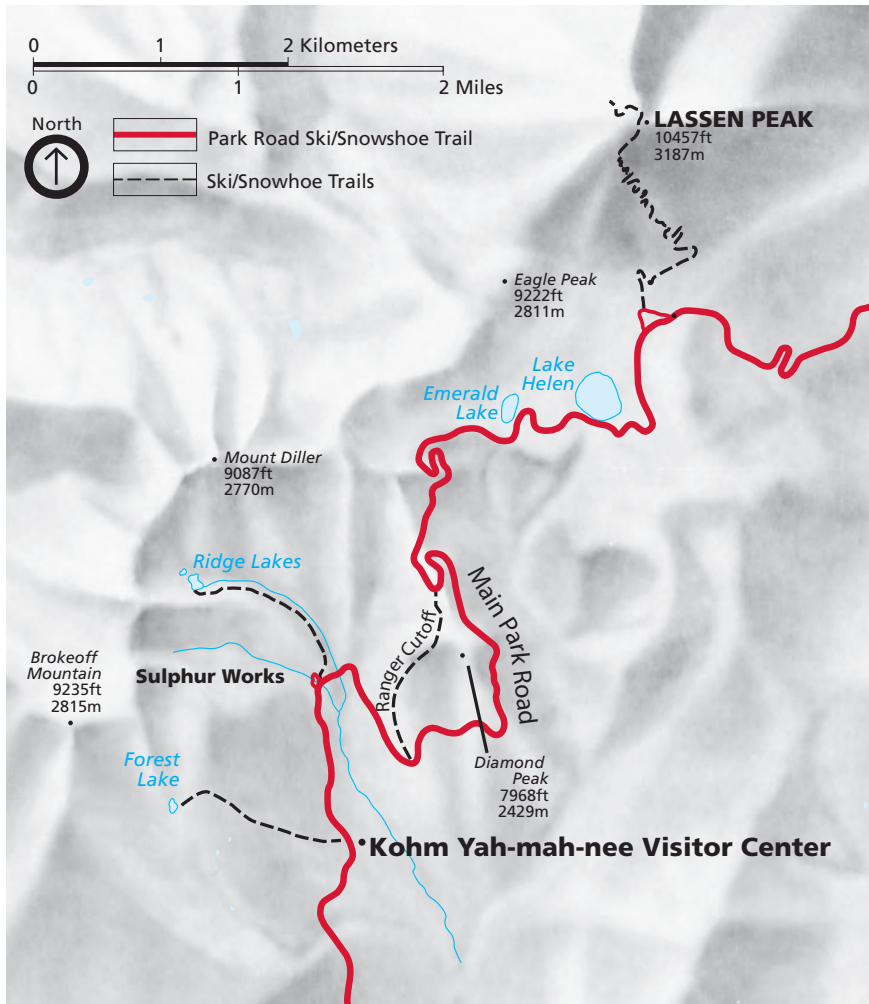 0 1 2 Kilometers
0 1 2 Miles
North
Park Road Ski/Snowshoe Trail
Ski/Snowhoe Trails
LASSEN PEAK
10457ft
3187m
Eagle Peak
9222ft
2811m
Lake
Helen
Emerald
Lake
Mount Diller
9087ft
2770m
Ridge Lakes
Main Park Road
Ranger Cutoff
Brokeoff
Mountain
9235ft
2815m
Sulphur Works
Forest
Lake
Diamond
Peak
7968ft
2429m
Kohm Yah-mah-nee Visitor Center